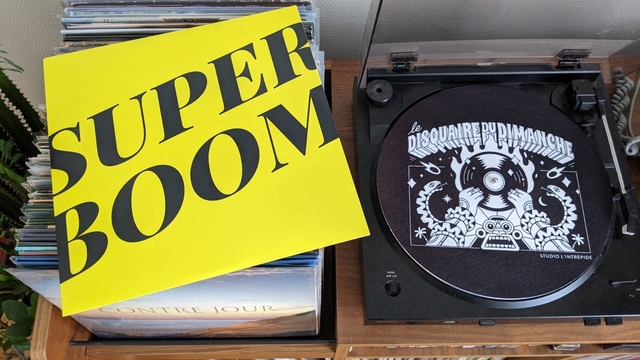 SUPER
BOOM
CONTRE JOUR
le
DISQUAIRE DU DIMANCHE
STUDIO L'INTRÉPIDE